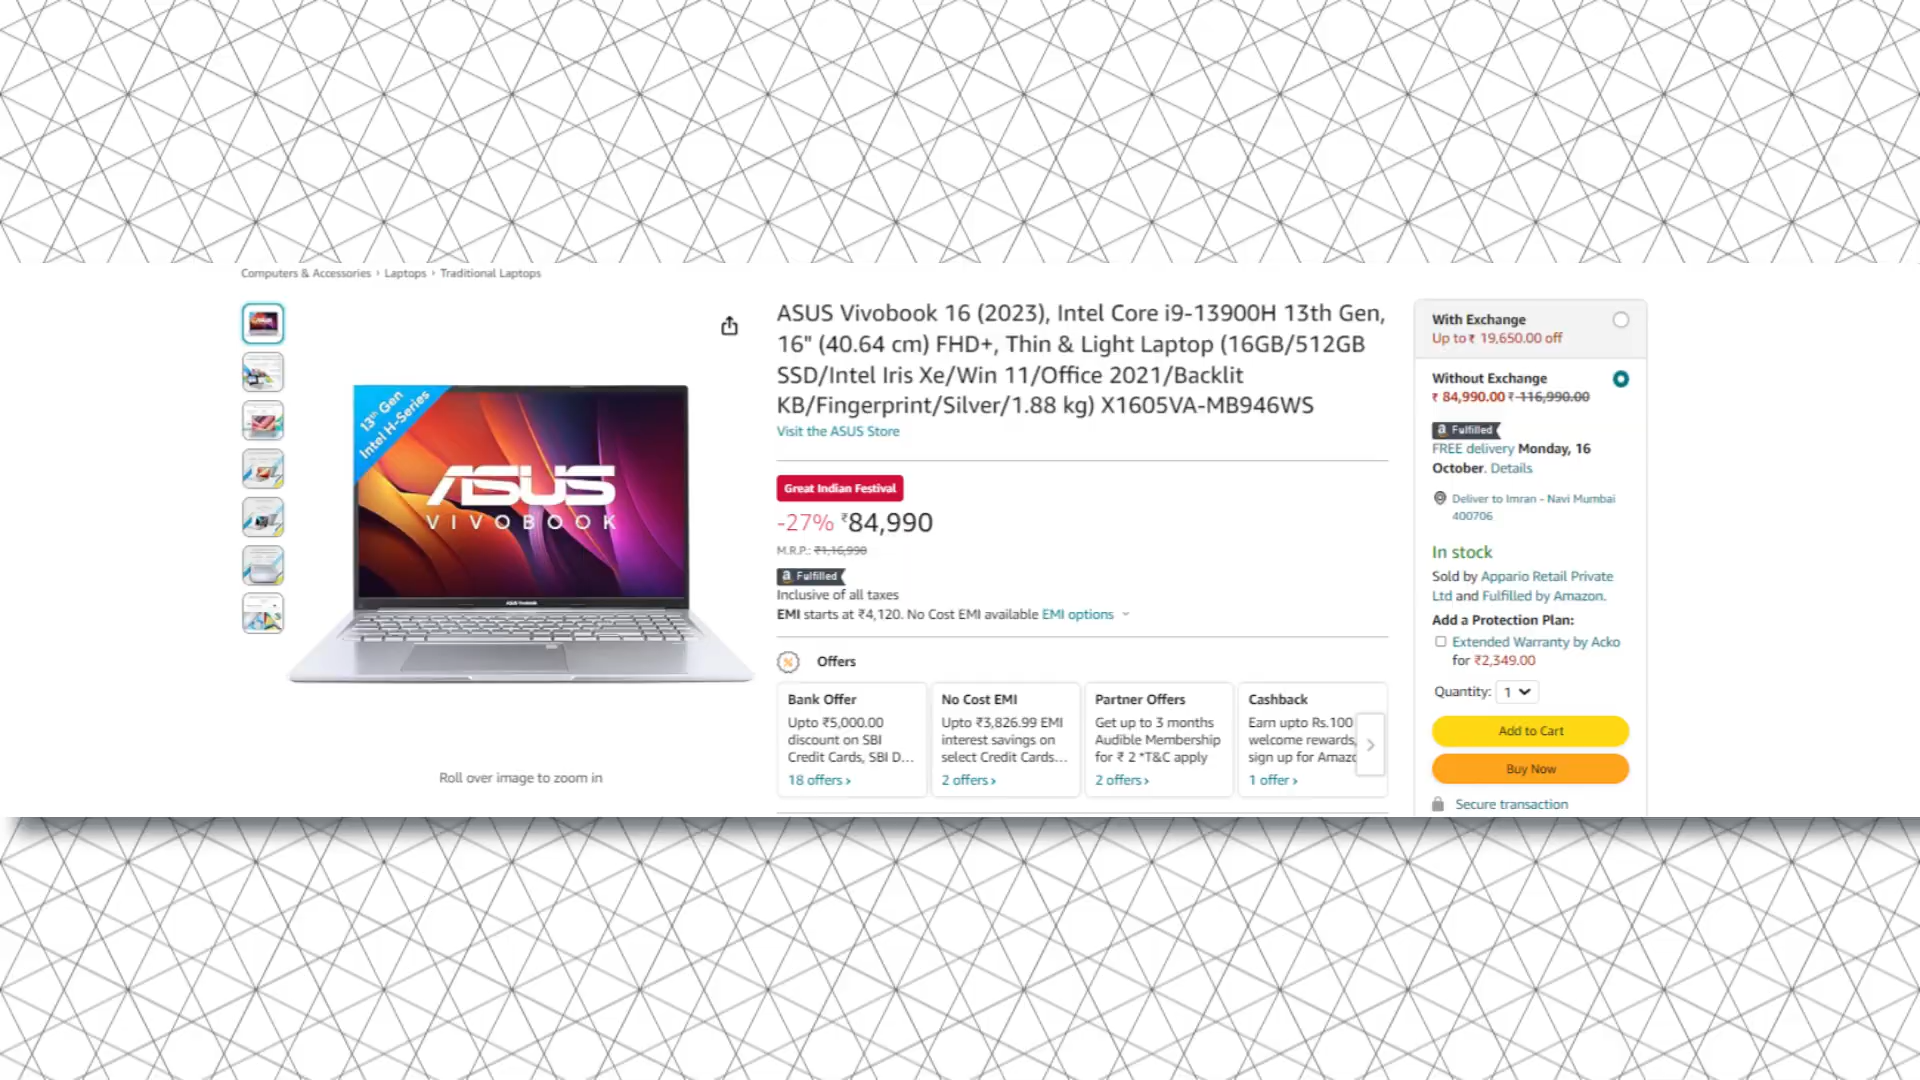 Computers & Accessories › Laptops › Traditional Laptops
13th Gen
Intel H-Series
ASUS
VIVOBOOK
Roll over image to zoom in
ASUS Vivobook 16 (2023), Intel Core i9-13900H 13th Gen,
16" (40.64 cm) FHD+, Thin & Light Laptop (16GB/512GB
SSD/Intel Iris Xe/Win 11/Office 2021/Backlit
KB/Fingerprint/Silver/1.88 kg) X1605VA-MB946WS
Visit the ASUS Store
Great Indian Festival
-27% ₹84,990
M.R.P.: ₹1,16,990
a Fulfilled
Inclusive of all taxes
EMI starts at ₹4,120. No Cost EMI available EMI options
Offers
Bank Offer
Upto ₹5,000.00
discount on SBI
Credit Cards, SBI D...
18 offers ›
No Cost EMI
Upto ₹3,826.99 EMI
interest savings on
select Credit Cards...
2 offers ›
Partner Offers
Get up to 3 months
Audible Membership
for ₹ 2 *T&C apply
2 offers ›
Cashback
Earn upto Rs.100
welcome rewards,
sign up for Amaz
1 offer ›
With Exchange
Up to ₹ 19,650.00 off
Without Exchange
₹ 84,990.00 ₹ 116,990.00
a Fulfilled
FREE delivery Monday, 16
October. Details
Deliver to Imran - Navi Mumbai
400706
In stock
Sold by Appario Retail Private
Ltd and Fulfilled by Amazon.
Add a Protection Plan:
Extended Warranty by Acko
for ₹2,349.00
Quantity: 1
Add to Cart
Buy Now
Secure transaction